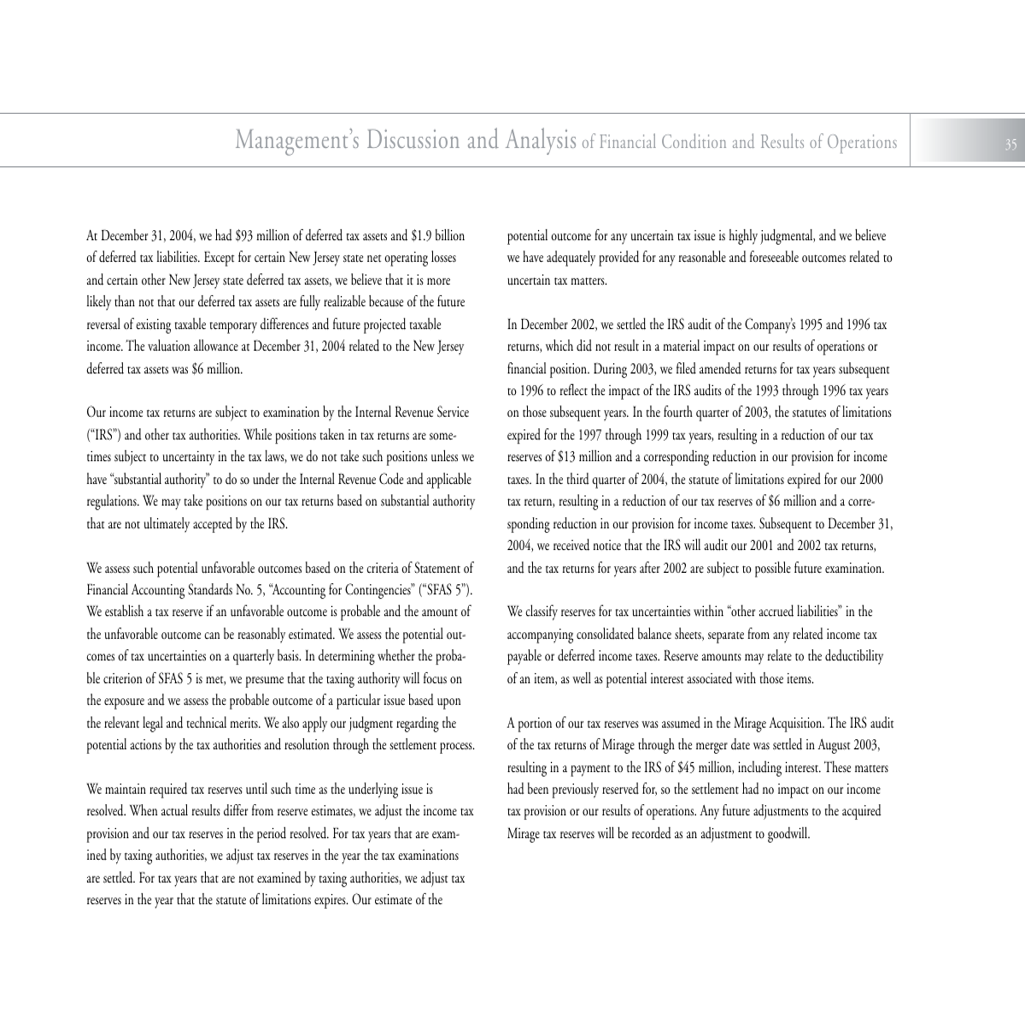 Management’s Discussion and Analysis of Financial Condition and Results of Operations
35
At December 31, 2004, we had $93 million of deferred tax assets and $1.9 billion
of deferred tax liabilities. Except for certain New Jersey state net operating losses
and certain other New Jersey state deferred tax assets, we believe that it is more
likely than not that our deferred tax assets are fully realizable because of the future
reversal of existing taxable temporary differences and future projected taxable
income. The valuation allowance at December 31, 2004 related to the New Jersey
deferred tax assets was $6 million.
Our income tax returns are subject to examination by the Internal Revenue Service
(“IRS”) and other tax authorities. While positions taken in tax returns are some-
times subject to uncertainty in the tax laws, we do not take such positions unless we
have “substantial authority” to do so under the Internal Revenue Code and applicable
regulations. We may take positions on our tax returns based on substantial authority
that are not ultimately accepted by the IRS.
We assess such potential unfavorable outcomes based on the criteria of Statement of
Financial Accounting Standards No. 5, “Accounting for Contingencies” (“SFAS 5”).
We establish a tax reserve if an unfavorable outcome is probable and the amount of
the unfavorable outcome can be reasonably estimated. We assess the potential out-
comes of tax uncertainties on a quarterly basis. In determining whether the proba-
ble criterion of SFAS 5 is met, we presume that the taxing authority will focus on
the exposure and we assess the probable outcome of a particular issue based upon
the relevant legal and technical merits. We also apply our judgment regarding the
potential actions by the tax authorities and resolution through the settlement process.
We maintain required tax reserves until such time as the underlying issue is
resolved. When actual results differ from reserve estimates, we adjust the income tax
provision and our tax reserves in the period resolved. For tax years that are exam-
ined by taxing authorities, we adjust tax reserves in the year the tax examinations
are settled. For tax years that are not examined by taxing authorities, we adjust tax
reserves in the year that the statute of limitations expires. Our estimate of the
potential outcome for any uncertain tax issue is highly judgmental, and we believe
we have adequately provided for any reasonable and foreseeable outcomes related to
uncertain tax matters.
In December 2002, we settled the IRS audit of the Company’s 1995 and 1996 tax
returns, which did not result in a material impact on our results of operations or
financial position. During 2003, we filed amended returns for tax years subsequent
to 1996 to reflect the impact of the IRS audits of the 1993 through 1996 tax years
on those subsequent years. In the fourth quarter of 2003, the statutes of limitations
expired for the 1997 through 1999 tax years, resulting in a reduction of our tax
reserves of $13 million and a corresponding reduction in our provision for income
taxes. In the third quarter of 2004, the statute of limitations expired for our 2000
tax return, resulting in a reduction of our tax reserves of $6 million and a corre-
sponding reduction in our provision for income taxes. Subsequent to December 31,
2004, we received notice that the IRS will audit our 2001 and 2002 tax returns,
and the tax returns for years after 2002 are subject to possible future examination.
We classify reserves for tax uncertainties within “other accrued liabilities” in the
accompanying consolidated balance sheets, separate from any related income tax
payable or deferred income taxes. Reserve amounts may relate to the deductibility
of an item, as well as potential interest associated with those items.
A portion of our tax reserves was assumed in the Mirage Acquisition. The IRS audit
of the tax returns of Mirage through the merger date was settled in August 2003,
resulting in a payment to the IRS of $45 million, including interest. These matters
had been previously reserved for, so the settlement had no impact on our income
tax provision or our results of operations. Any future adjustments to the acquired
Mirage tax reserves will be recorded as an adjustment to goodwill.